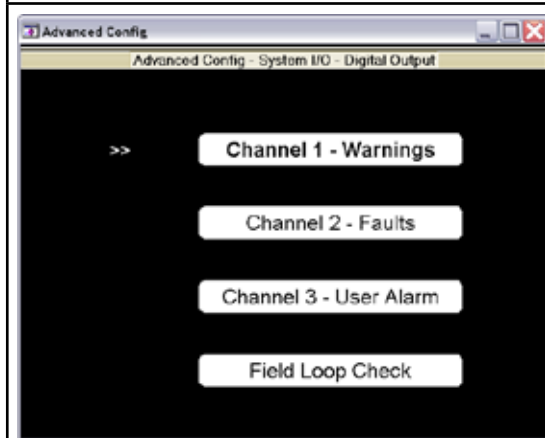 Advanced Config
Advanced Config - System I/O - Digital Output
>> Channel 1 - Warnings
Channel 2 - Faults
Channel 3 - User Alarm
Field Loop Check